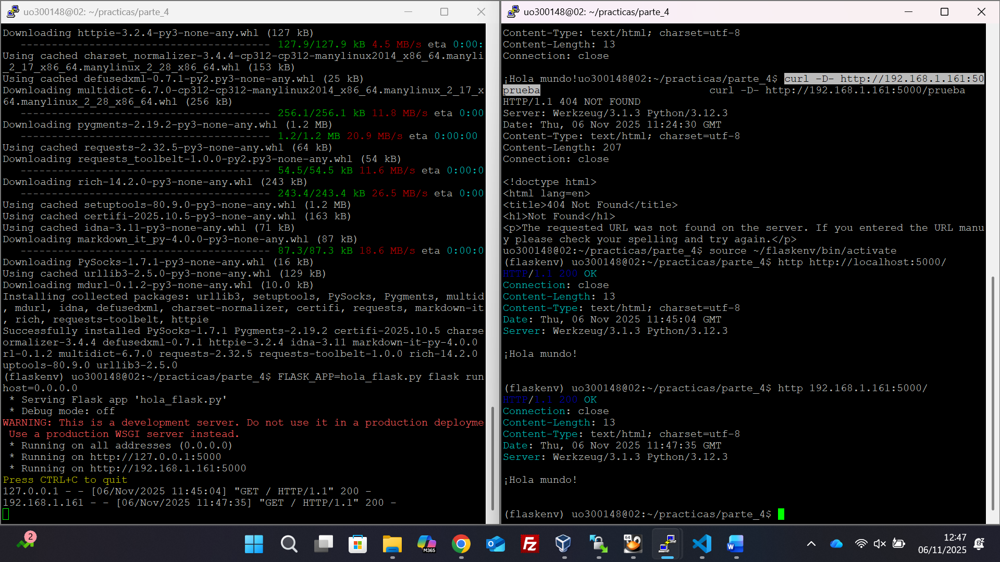 uo300148@02: ~/practicas/parte_4
Downloading httpie-3.2.4-py3-none-any.whl (127 kB)
---------------------------------------- 127.9/127.9 kB 4.5 MB/s eta 0:00:
Using cached charset_normalizer-3.4.4-cp312-cp312-manylinux2014_x86_64.manyli
_2_17_x86_64.manylinux_2_28_x86_64.whl (153 kB)
Using cached defusedxml-0.7.1-py2.py3-none-any.whl (25 kB)
Downloading multidict-6.7.0-cp312-cp312-manylinux2014_x86_64.manylinux_2_17_x
64.manylinux_2_28_x86_64.whl (256 kB)
---------------------------------------- 256.1/256.1 kB 11.8 MB/s eta 0:00
Downloading pygments-2.19.2-py3-none-any.whl (1.2 MB)
---------------------------------------- 1.2/1.2 MB 20.9 MB/s eta 0:00:00
Using cached requests-2.32.5-py3-none-any.whl (64 kB)
Downloading requests_toolbelt-1.0.0-py2.py3-none-any.whl (54 kB)
---------------------------------------- 54.5/54.5 kB 11.6 MB/s eta 0:00:0
Downloading rich-14.2.0-py3-none-any.whl (243 kB)
---------------------------------------- 243.4/243.4 kB 26.5 MB/s eta 0:00
Using cached setuptools-80.9.0-py3-none-any.whl (1.2 MB)
Using cached certifi-2025.10.5-py3-none-any.whl (163 kB)
Using cached idna-3.11-py3-none-any.whl (71 kB)
Downloading markdown_it_py-4.0.0-py3-none-any.whl (87 kB)
---------------------------------------- 87.3/87.3 kB 18.6 MB/s eta 0:00:0
Downloading PySocks-1.7.1-py3-none-any.whl (16 kB)
Using cached urllib3-2.5.0-py3-none-any.whl (129 kB)
Downloading mdurl-0.1.2-py3-none-any.whl (10.0 kB)
Installing collected packages: urllib3, setuptools, PySocks, Pygments, multid
, mdurl, idna, defusedxml, charset-normalizer, certifi, requests, markdown-it
, rich, requests-toolbelt, httpie
Successfully installed PySocks-1.7.1 Pygments-2.19.2 certifi-2025.10.5 charse
ormalizer-3.4.4 defusedxml-0.7.1 httpie-3.2.4 idna-3.11 markdown-it-py-4.0.0
rl-0.1.2 multidict-6.7.0 requests-2.32.5 requests-toolbelt-1.0.0 rich-14.2.0
uptools-80.9.0 urllib3-2.5.0
(flaskenv) uo300148@02:~/practicas/parte_4$ FLASK_APP=hola_flask.py flask run
host=0.0.0.0
* Serving Flask app 'hola_flask.py'
* Debug mode: off
WARNING: This is a development server. Do not use it in a production deployme
Use a production WSGI server instead.
* Running on all addresses (0.0.0.0)
* Running on http://127.0.0.1:5000
* Running on http://192.168.1.161:5000
Press CTRL+C to quit
127.0.0.1 - - [06/Nov/2025 11:45:04] "GET / HTTP/1.1" 200 -
192.168.1.161 - - [06/Nov/2025 11:47:35] "GET / HTTP/1.1" 200 -
uo300148@02: ~/practicas/parte_4
Content-Type: text/html; charset=utf-8
Content-Length: 13
Connection: close
¡Hola mundo!uo300148@02:~/practicas/parte_4$ curl -D- http://192.168.1.161:50
prueba curl -D- http://192.168.1.161:5000/prueba
HTTP/1.1 404 NOT FOUND
Server: Werkzeug/3.1.3 Python/3.12.3
Date: Thu, 06 Nov 2025 11:24:30 GMT
Content-Type: text/html; charset=utf-8
Content-Length: 207
Connection: close
<!doctype html>
<html lang=en>
<title>404 Not Found</title>
<h1>Not Found</h1>
<p>The requested URL was not found on the server. If you entered the URL manu
y please check your spelling and try again.</p>
uo300148@02:~/practicas/parte_4$ source ~/flaskenv/bin/activate
(flaskenv) uo300148@02:~/practicas/parte_4$ http http://localhost:5000/
HTTP/1.1 200 OK
Connection: close
Content-Length: 13
Content-Type: text/html; charset=utf-8
Date: Thu, 06 Nov 2025 11:45:04 GMT
Server: Werkzeug/3.1.3 Python/3.12.3
¡Hola mundo!
(flaskenv) uo300148@02:~/practicas/parte_4$ http 192.168.1.161:5000/
HTTP/1.1 200 OK
Connection: close
Content-Length: 13
Content-Type: text/html; charset=utf-8
Date: Thu, 06 Nov 2025 11:47:35 GMT
Server: Werkzeug/3.1.3 Python/3.12.3
¡Hola mundo!
(flaskenv) uo300148@02:~/practicas/parte_4$
2
M365
Fz
64
W
12:47
06/11/2025